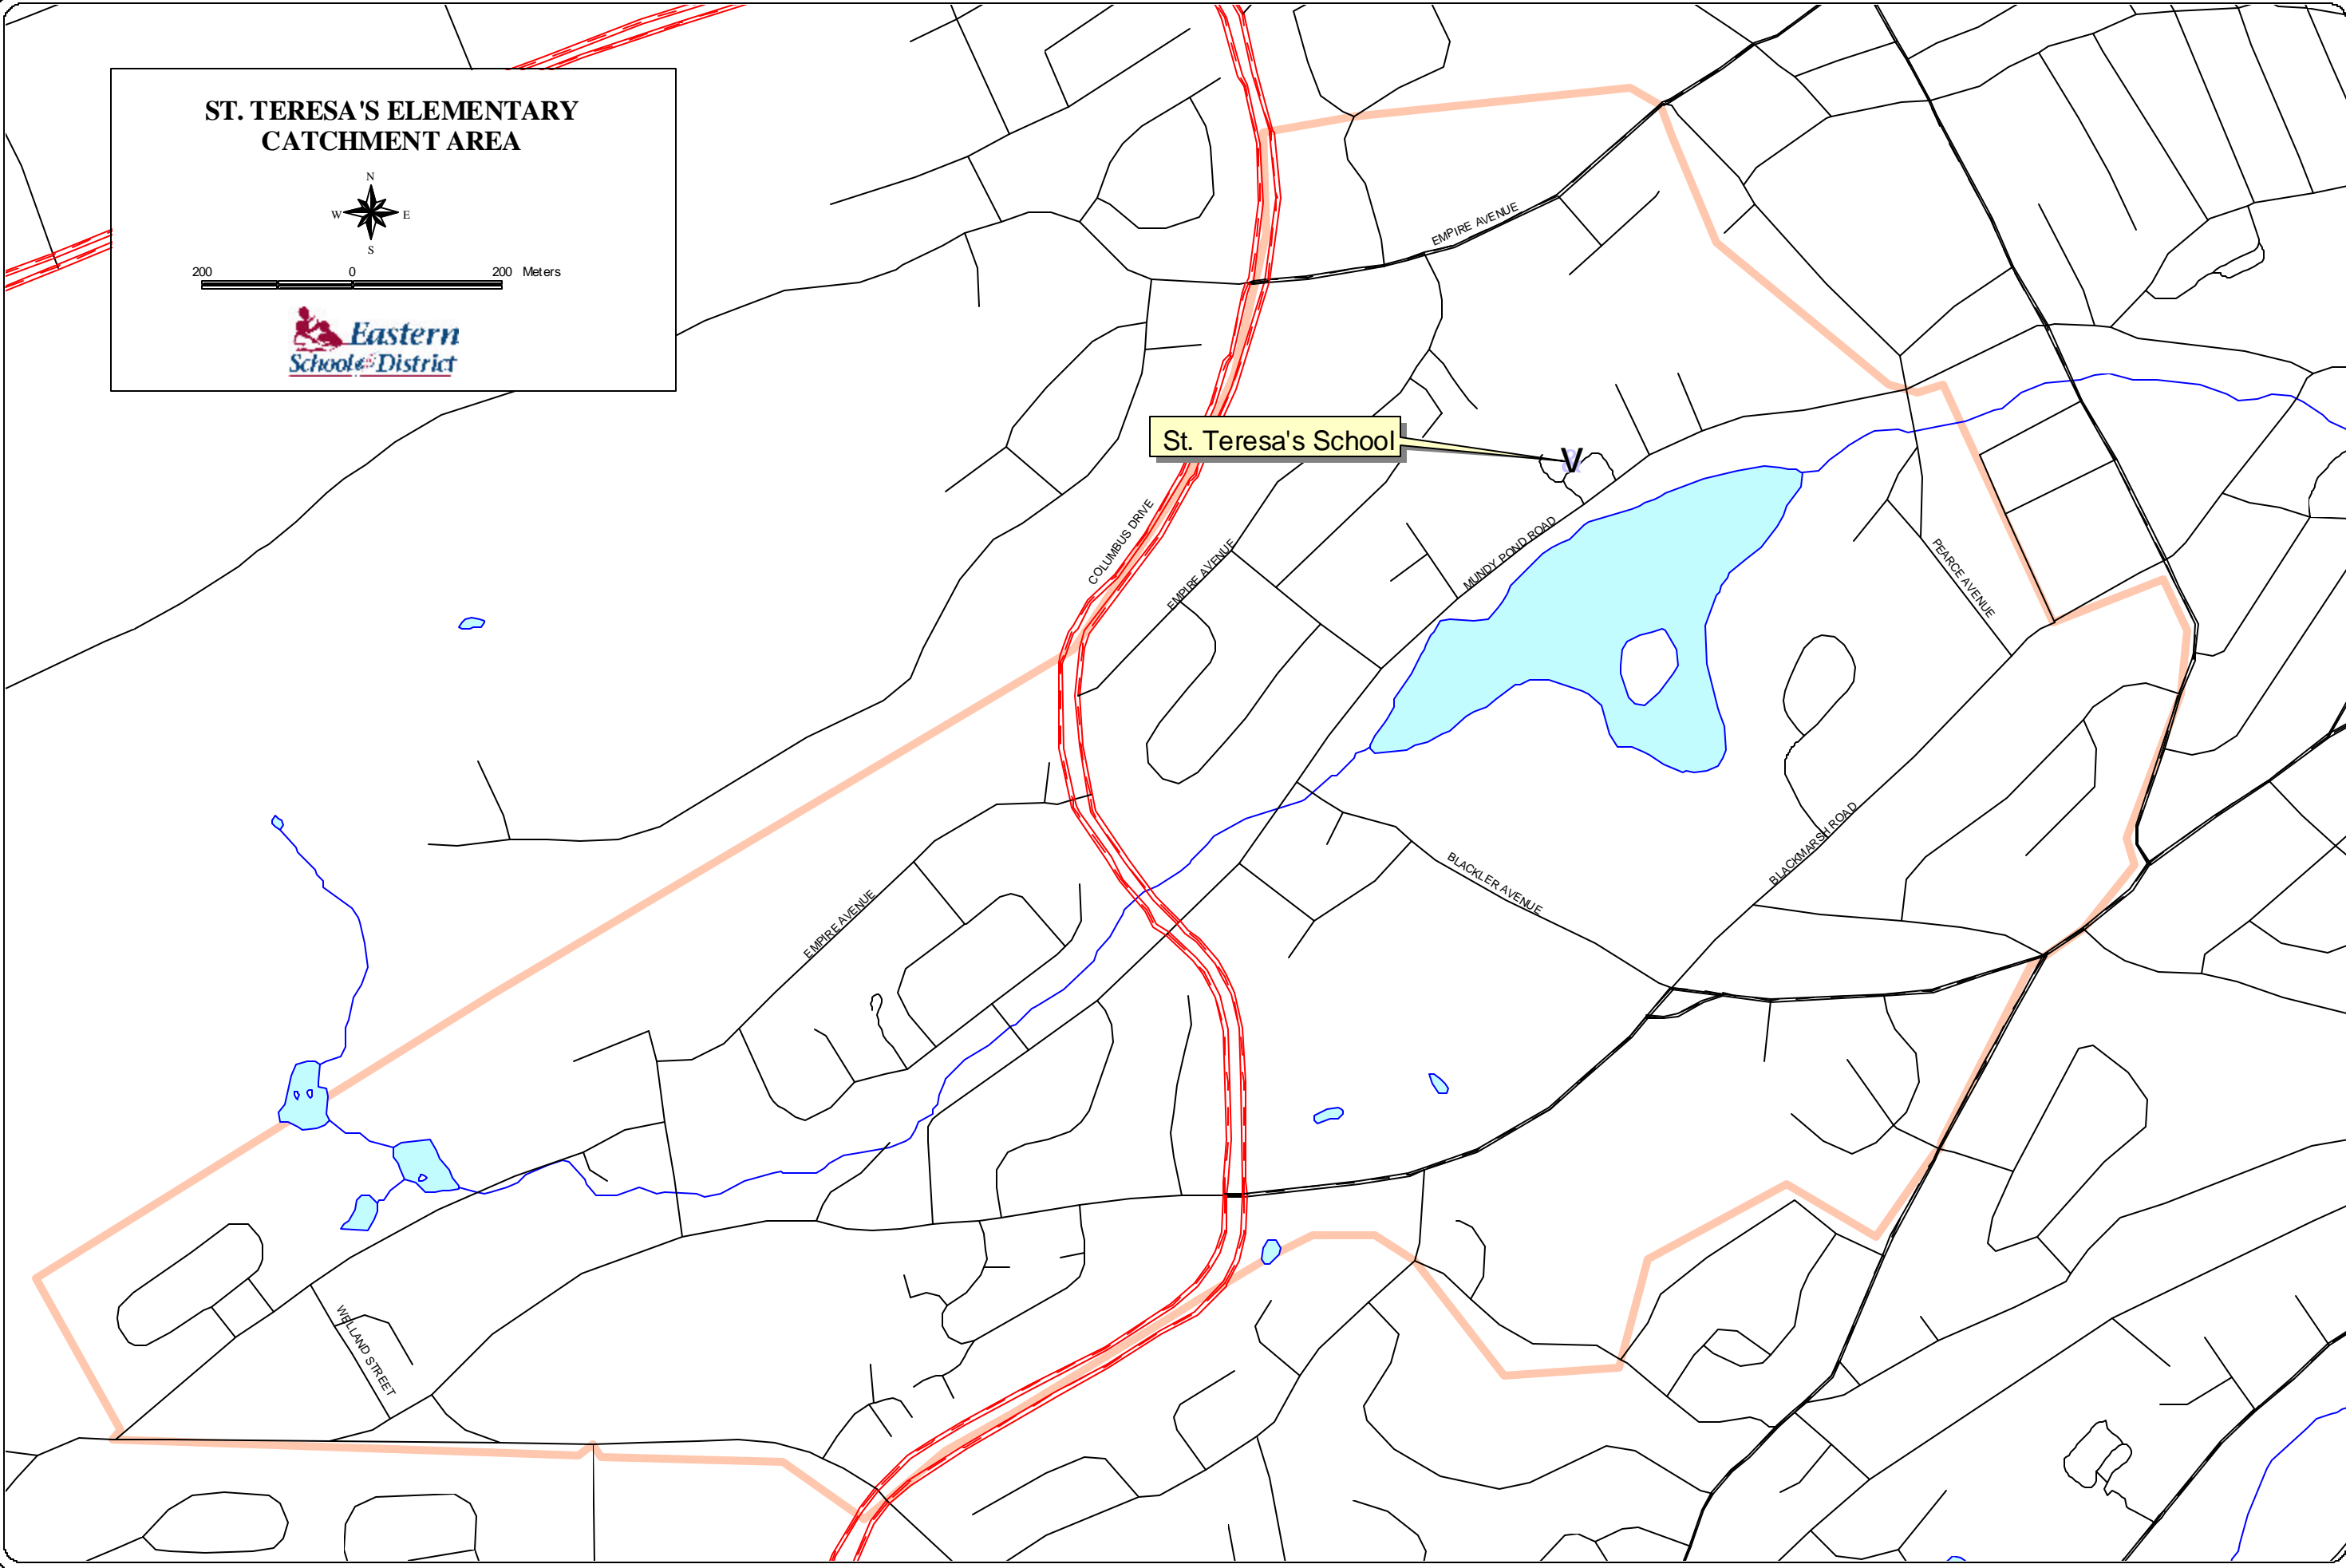 ST. TERESA'S ELEMENTARY
CATCHMENT AREA
N
W E
S
200 0 200 Meters
Eastern
School District
EMPIRE AVENUE
St. Teresa's School
V
COLUMBUS DRIVE
EMPIRE AVENUE
MUNDY POND ROAD
PEARCE AVENUE
BLACKMARSH ROAD
BLACKLER AVENUE
EMPIRE AVENUE
WELLAND STREET